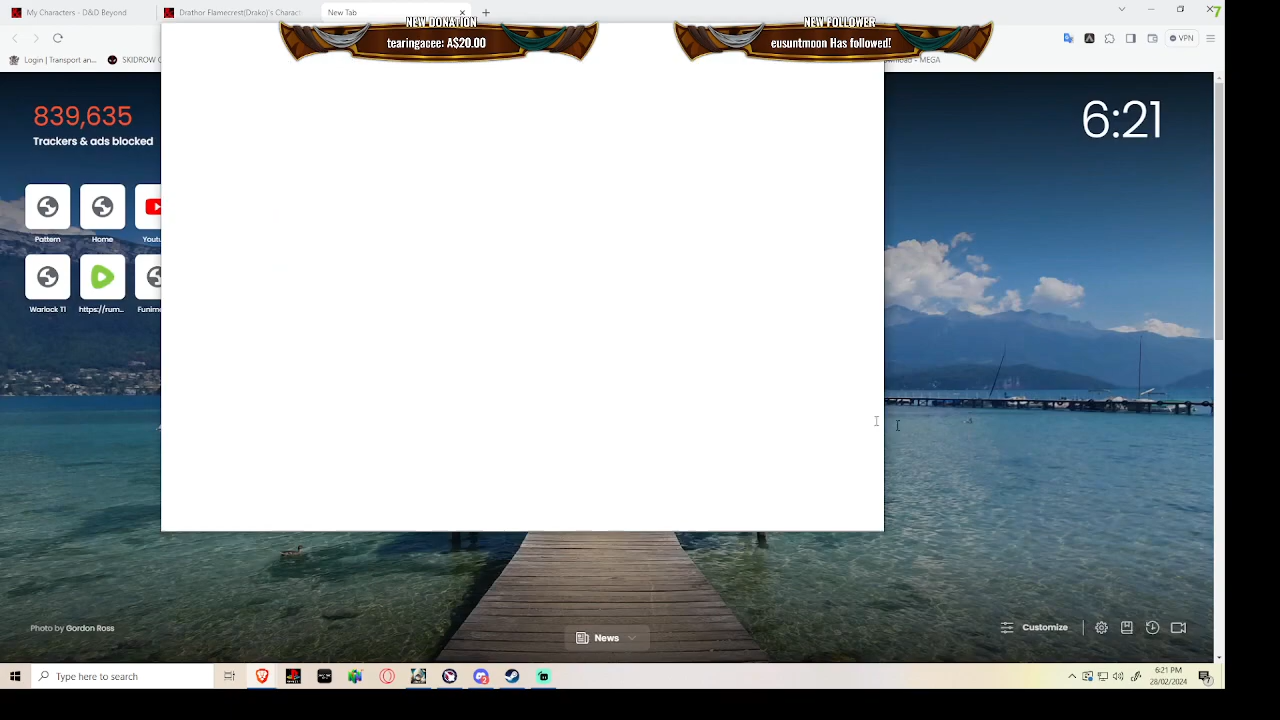 My Characters - D&D Beyond
Drathor Flamecrest(Drako)'s Charact
New Tab
NEW DONATION
tearingacee: A$20.00
NEW FOLLOWER
eusuntmoon Has followed!
7
VPN
Login | Transport an...
SKIDROW
- MEGA
839,635
Trackers & ads blocked
6:21
Pattern
Home
Youtu
Warlock T1
https://rum...
Funim
Photo by Gordon Ross
News
Customize
Type here to search
6:21 PM
28/02/2024